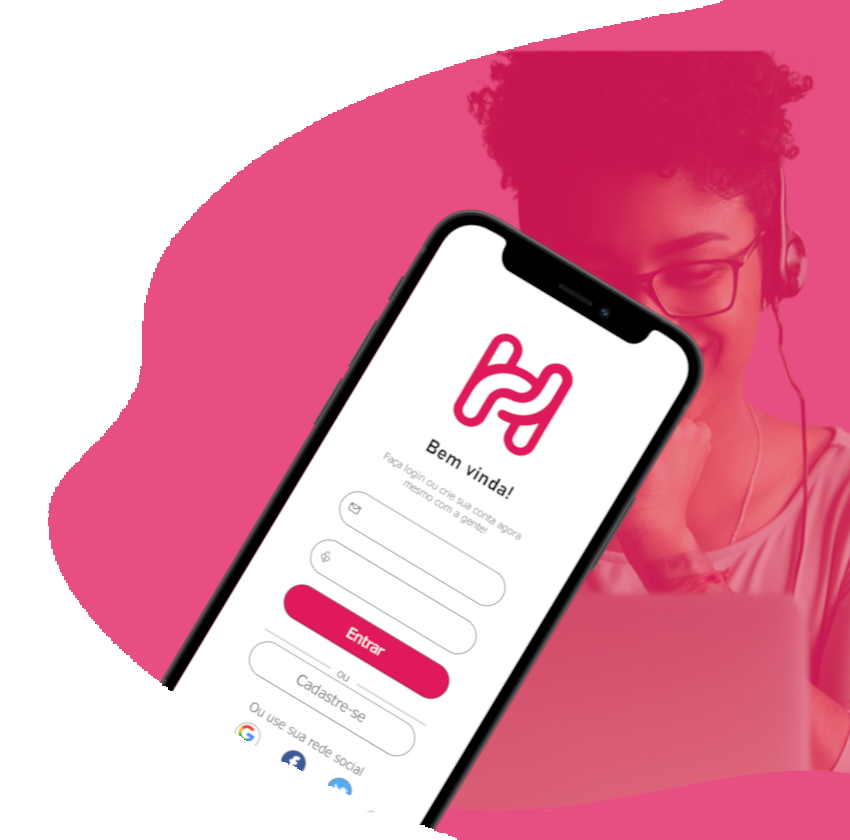 Bem vinda!
Faça login ou crie sua conta agora
mesmo com a gente!
Entrar
ou
Cadastre-se
Ou use sua rede social